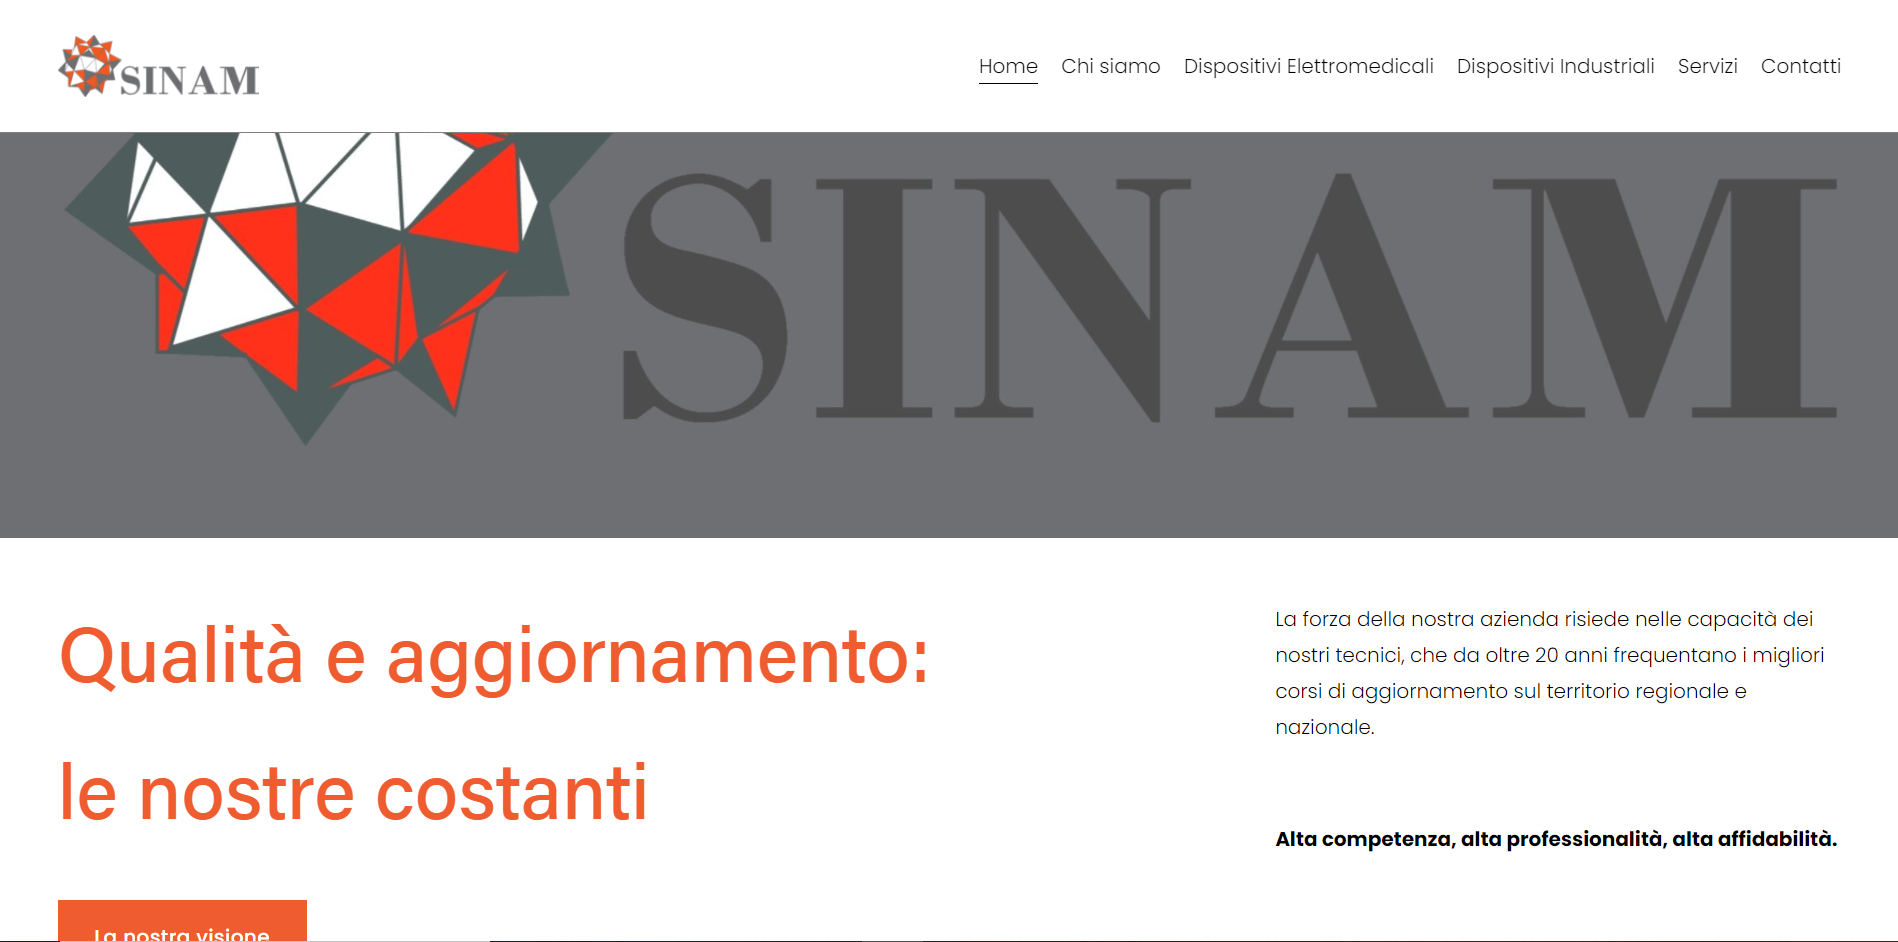 SINAM
Home Chi siamo Dispositivi Elettromedicali Dispositivi Industriali Servizi Contatti
SINAM
Qualità e aggiornamento:
le nostre costanti
La nostra visione
La forza della nostra azienda risiede nelle capacità dei
nostri tecnici, che da oltre 20 anni frequentano i migliori
corsi di aggiornamento sul territorio regionale e
nazionale.
Alta competenza, alta professionalità, alta affidabilità.